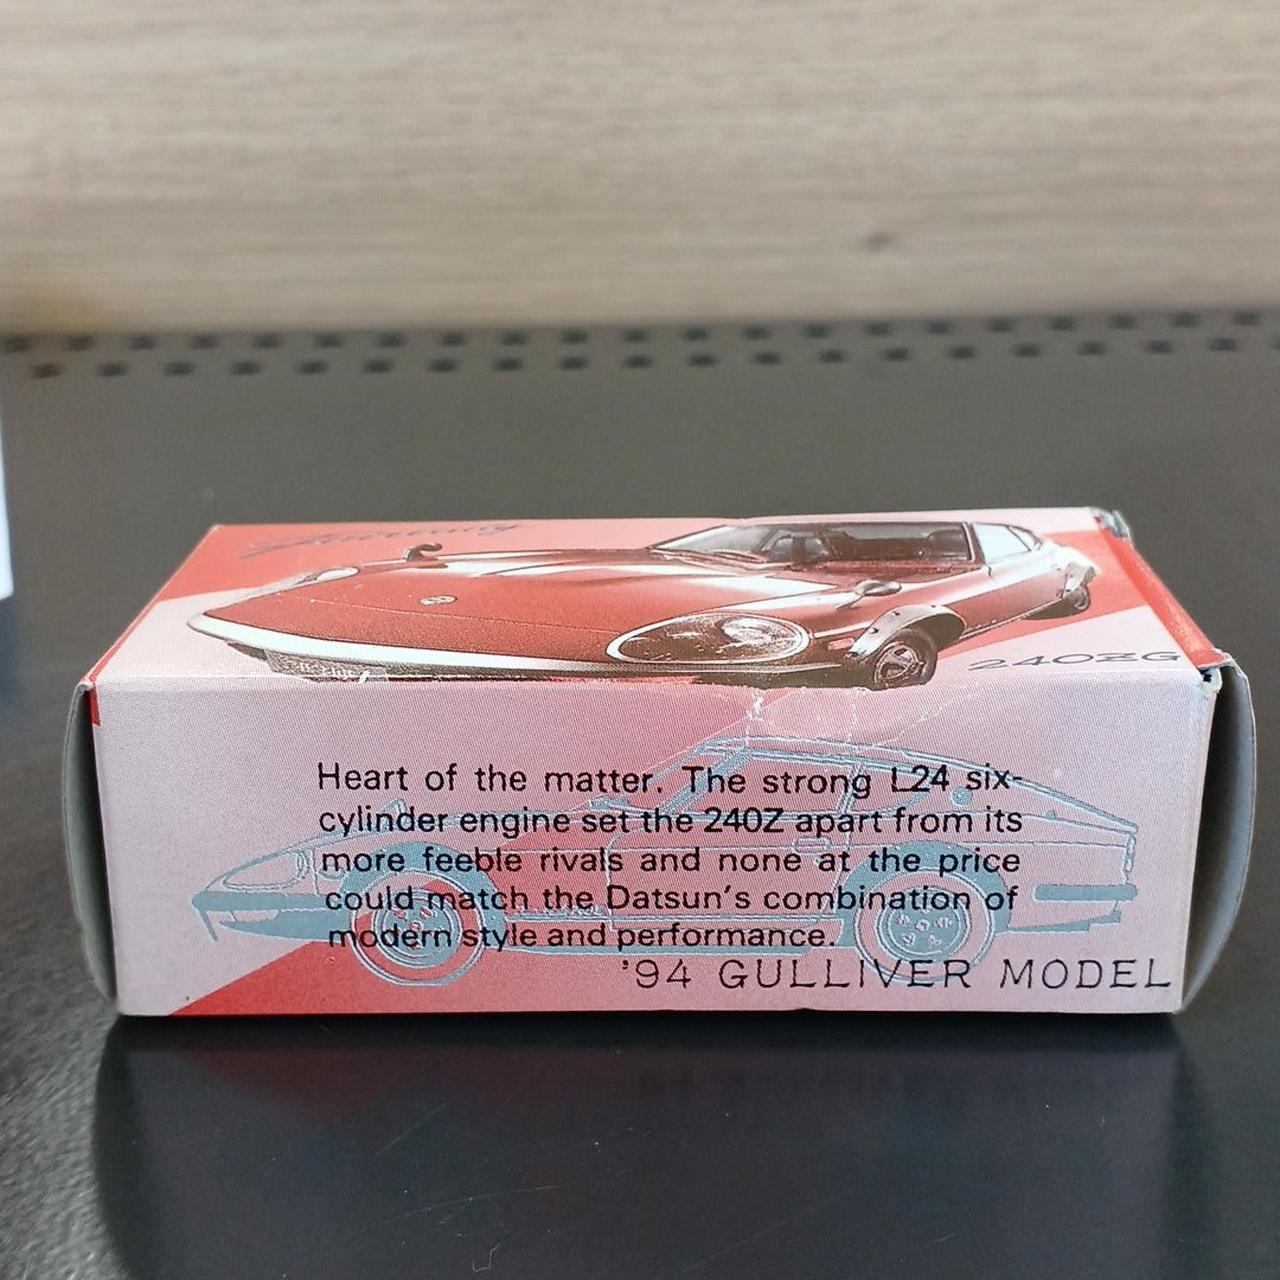 Fairlady
240ZG
Heart of the matter. The strong L24 six-
cylinder engine set the 240Z apart from its
more feeble rivals and none at the price
could match the Datsun's combination of
modern style and performance.
'94 GULLIVER MODEL